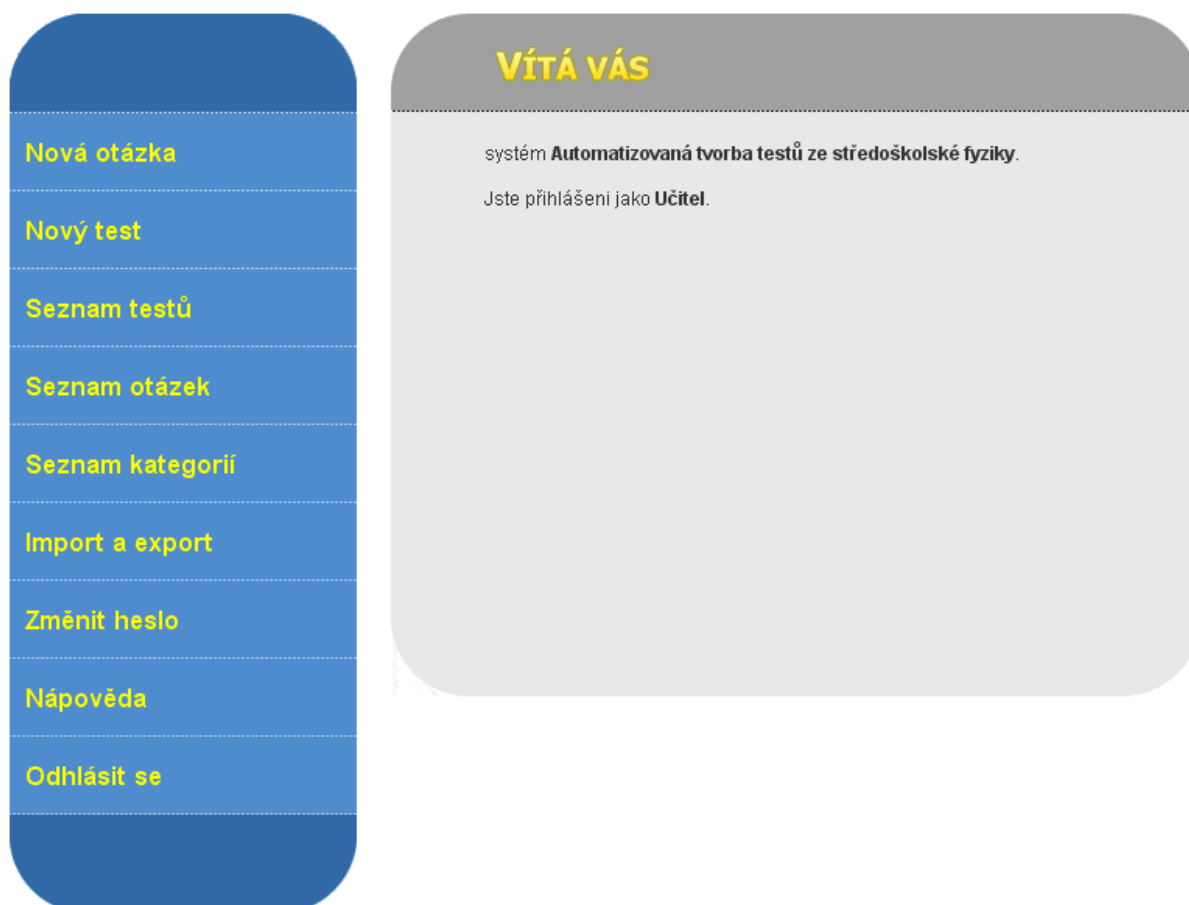 Nová otázka
Nový test
Seznam testů
Seznam otázek
Seznam kategorií
Import a export
Změnit heslo
Nápověda
Odhlásit se
VÍTÁ VÁS
systém Automatizovaná tvorba testů ze středoškolské fyziky.
Jste přihlášeni jako Učitel.